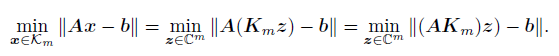 min_{x∈𝒦_m} ‖Ax − b‖ = min_{z∈ℂ^m} ‖A(K_m z) − b‖ = min_{z∈ℂ^m} ‖(AK_m)z) − b‖.